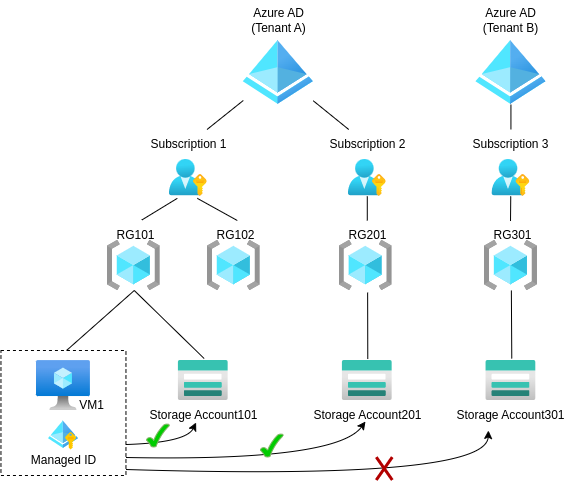 Azure AD
(Tenant A)
Azure AD
(Tenant B)
Subscription 1
Subscription 2
Subscription 3
RG101
RG102
RG201
RG301
VM1
Managed ID
Storage Account101
Storage Account201
Storage Account301